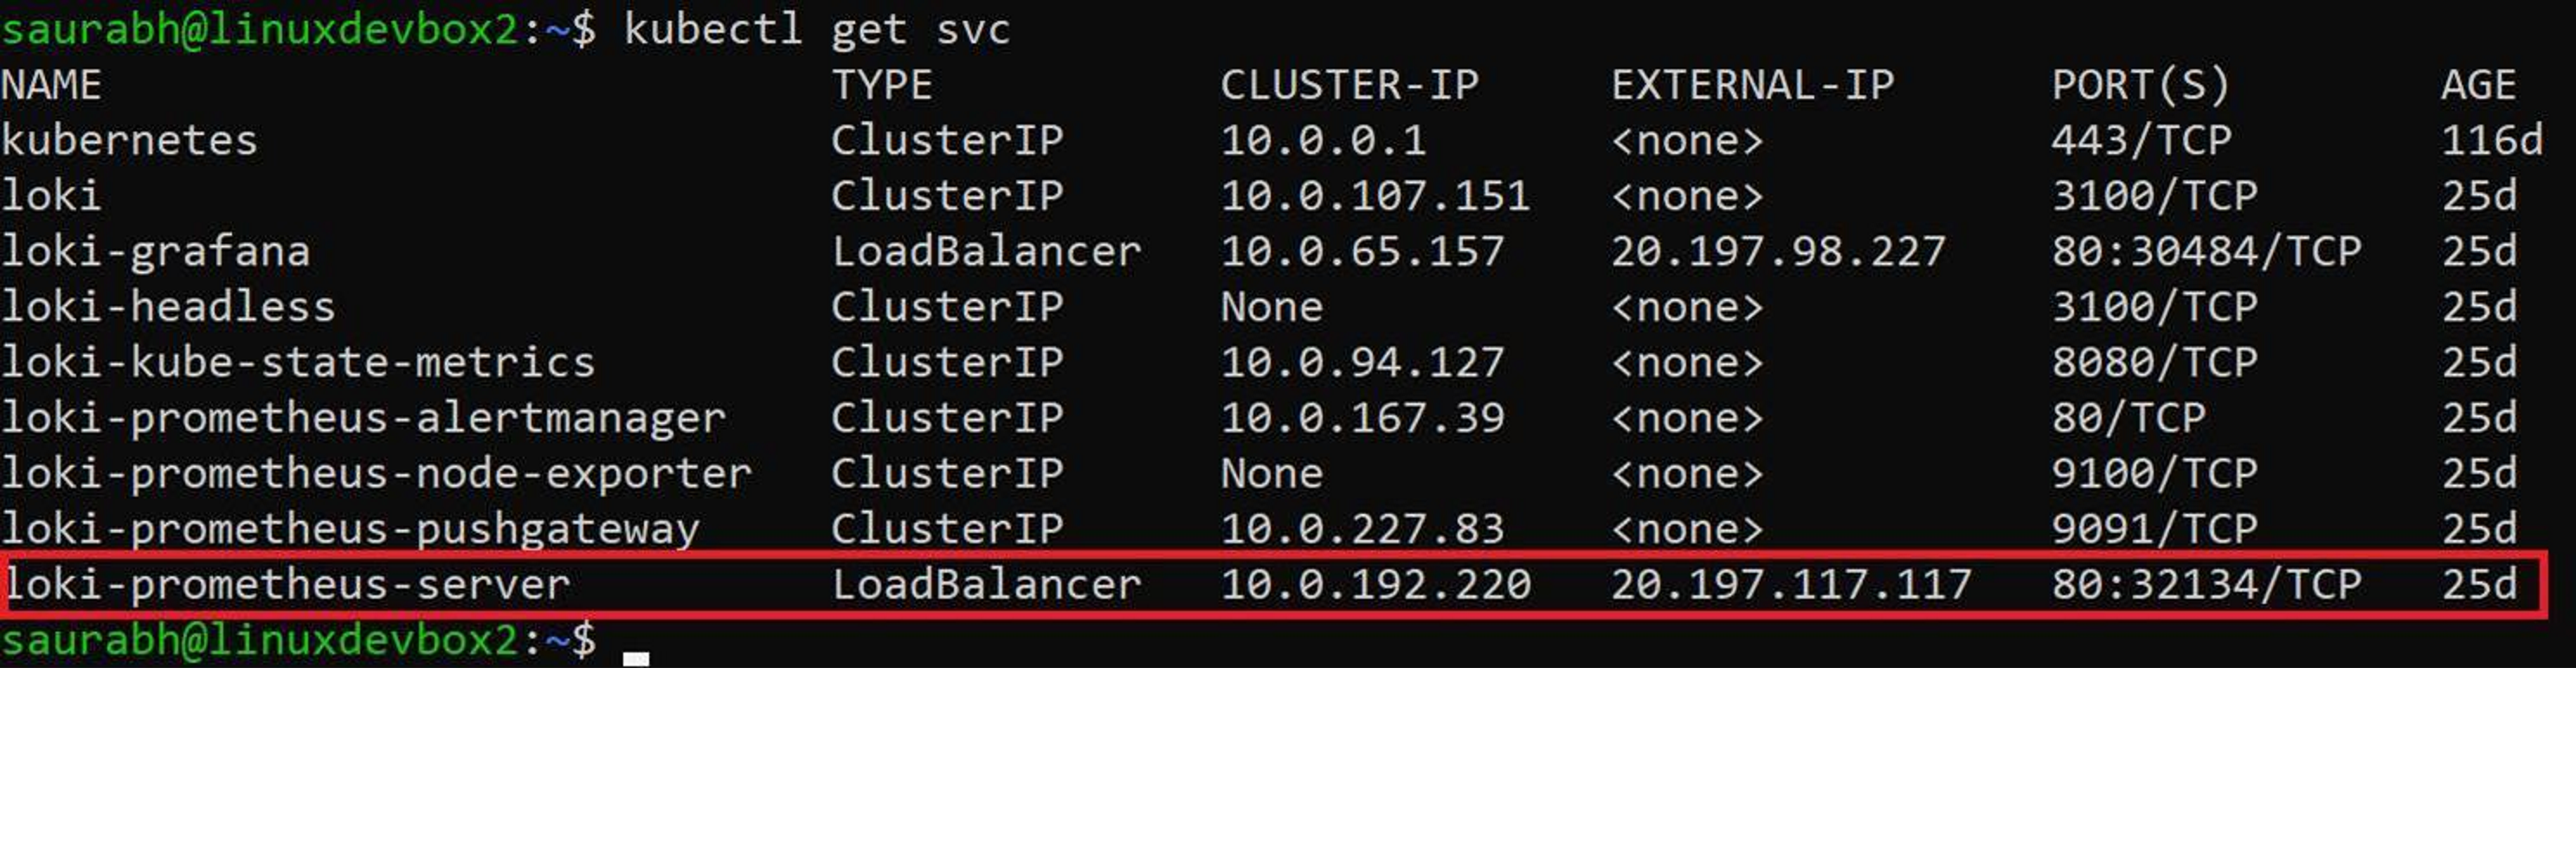 saurabh@linuxdevbox2:~$ kubectl get svc
NAME TYPE CLUSTER-IP EXTERNAL-IP PORT(S) AGE
kubernetes ClusterIP 10.0.0.1 <none> 443/TCP 116d
loki ClusterIP 10.0.107.151 <none> 3100/TCP 25d
loki-grafana LoadBalancer 10.0.65.157 20.197.98.227 80:30484/TCP 25d
loki-headless ClusterIP None <none> 3100/TCP 25d
loki-kube-state-metrics ClusterIP 10.0.94.127 <none> 8080/TCP 25d
loki-prometheus-alertmanager ClusterIP 10.0.167.39 <none> 80/TCP 25d
loki-prometheus-node-exporter ClusterIP None <none> 9100/TCP 25d
loki-prometheus-pushgateway ClusterIP 10.0.227.83 <none> 9091/TCP 25d
loki-prometheus-server LoadBalancer 10.0.192.220 20.197.117.117 80:32134/TCP 25d
saurabh@linuxdevbox2:~$